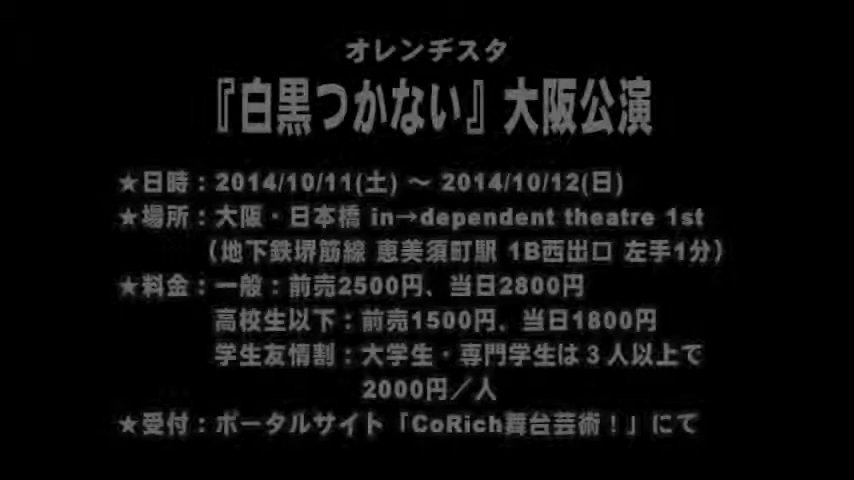 オレンヂスタ
『白黒つかない』大阪公演
★日時：2014/10/11(土) ～ 2014/10/12(日)
★場所：大阪・日本橋 in→dependent theatre 1st
（地下鉄堺筋線 恵美須町駅 1B西出口 左手1分）
★料金：一般：前売2500円、当日2800円
高校生以下：前売1500円、当日1800円
学生友情割：大学生・専門学生は３人以上で
2000円／人
★受付：ポータルサイト「CoRich舞台芸術！」にて